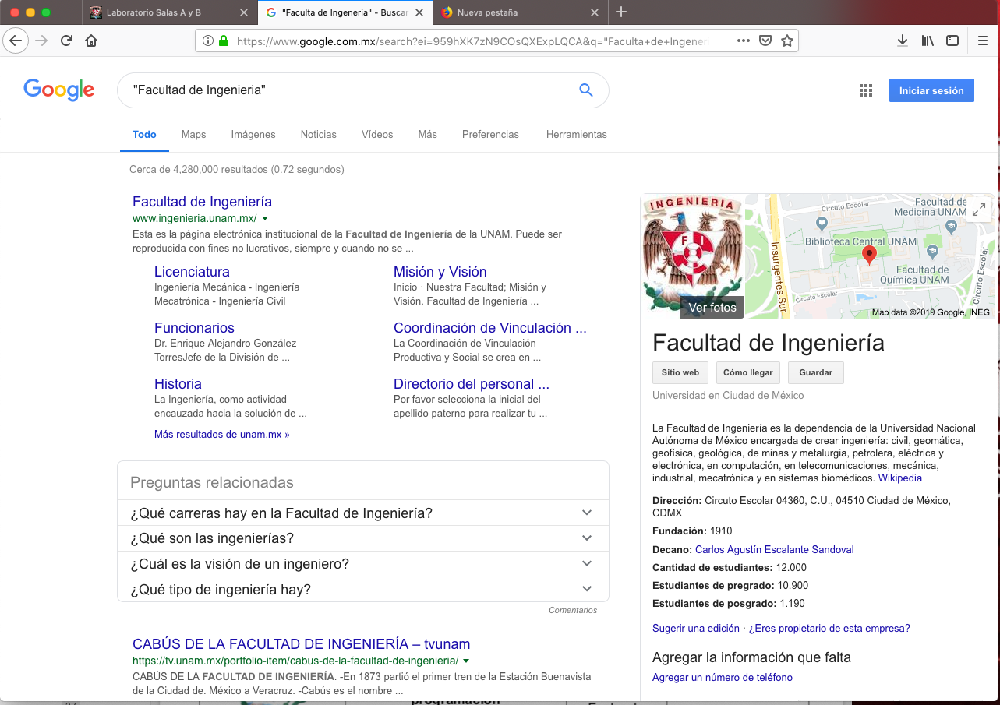 Laboratorio Salas A y B
"Faculta de Ingeneria" - Buscar
Nueva pestaña
https://www.google.com.mx/search?ei=959hXK7zN9COsQXExpLQCA&q="Faculta+de+Ingener
Google
"Facultad de Ingenieria"
Iniciar sesión
Todo Maps Imágenes Noticias Vídeos Más Preferencias Herramientas
Cerca de 4,280,000 resultados (0.72 segundos)
Facultad de Ingeniería
www.ingenieria.unam.mx/
Esta es la página electrónica institucional de la Facultad de Ingeniería de la UNAM. Puede ser
reproducida con fines no lucrativos, siempre y cuando no se ...
Licenciatura
Ingeniería Mecánica - Ingeniería
Mecatrónica - Ingeniería Civil
Misión y Visión
Inicio · Nuestra Facultad; Misión y
Visión. Facultad de Ingeniería ...
Funcionarios
Dr. Enrique Alejandro González
TorresJefe de la División de ...
Coordinación de Vinculación ...
La Coordinación de Vinculación
Productiva y Social se crea en ...
Historia
La Ingeniería, como actividad
encauzada hacia la solución de ...
Directorio del personal ...
Por favor selecciona la inicial del
apellido paterno para realizar tu ...
Más resultados de unam.mx »
Preguntas relacionadas
¿Qué carreras hay en la Facultad de Ingeniería?
¿Qué son las ingenierías?
¿Cuál es la visión de un ingeniero?
¿Qué tipo de ingeniería hay?
Comentarios
CABÚS DE LA FACULTAD DE INGENIERÍA – tvunam
https://tv.unam.mx/portfolio-item/cabus-de-la-facultad-de-ingenieria/
CABÚS DE LA FACULTAD DE INGENIERÍA. -En 1873 partió el primer tren de la Estación Buenavista
de la Ciudad de. México a Veracruz. -Cabús es el nombre ...
INGENIERIA
F I
Ver fotos
Circuito Escolar
Facultad de
Medicina UNAM
Biblioteca Central UNAM
Insurgentes Sur
Facultad de
Química UNAM
Circuito Escolar
Circuito Escolar
Map data ©2019 Google, INEGI
Facultad de Ingeniería
Sitio web
Cómo llegar
Guardar
Universidad en Ciudad de México
La Facultad de Ingeniería es la dependencia de la Universidad Nacional
Autónoma de México encargada de crear ingeniería: civil, geomática,
geofísica, geológica, de minas y metalurgia, petrolera, eléctrica y
electrónica, en computación, en telecomunicaciones, mecánica,
industrial, mecatrónica y en sistemas biomédicos. Wikipedia
Dirección: Circuto Escolar 04360, C.U., 04510 Ciudad de México,
CDMX
Fundación: 1910
Decano: Carlos Agustín Escalante Sandoval
Cantidad de estudiantes: 12.000
Estudiantes de pregrado: 10.900
Estudiantes de posgrado: 1.190
Sugerir una edición · ¿Eres propietario de esta empresa?
Agregar la información que falta
Agregar un número de teléfono
programación